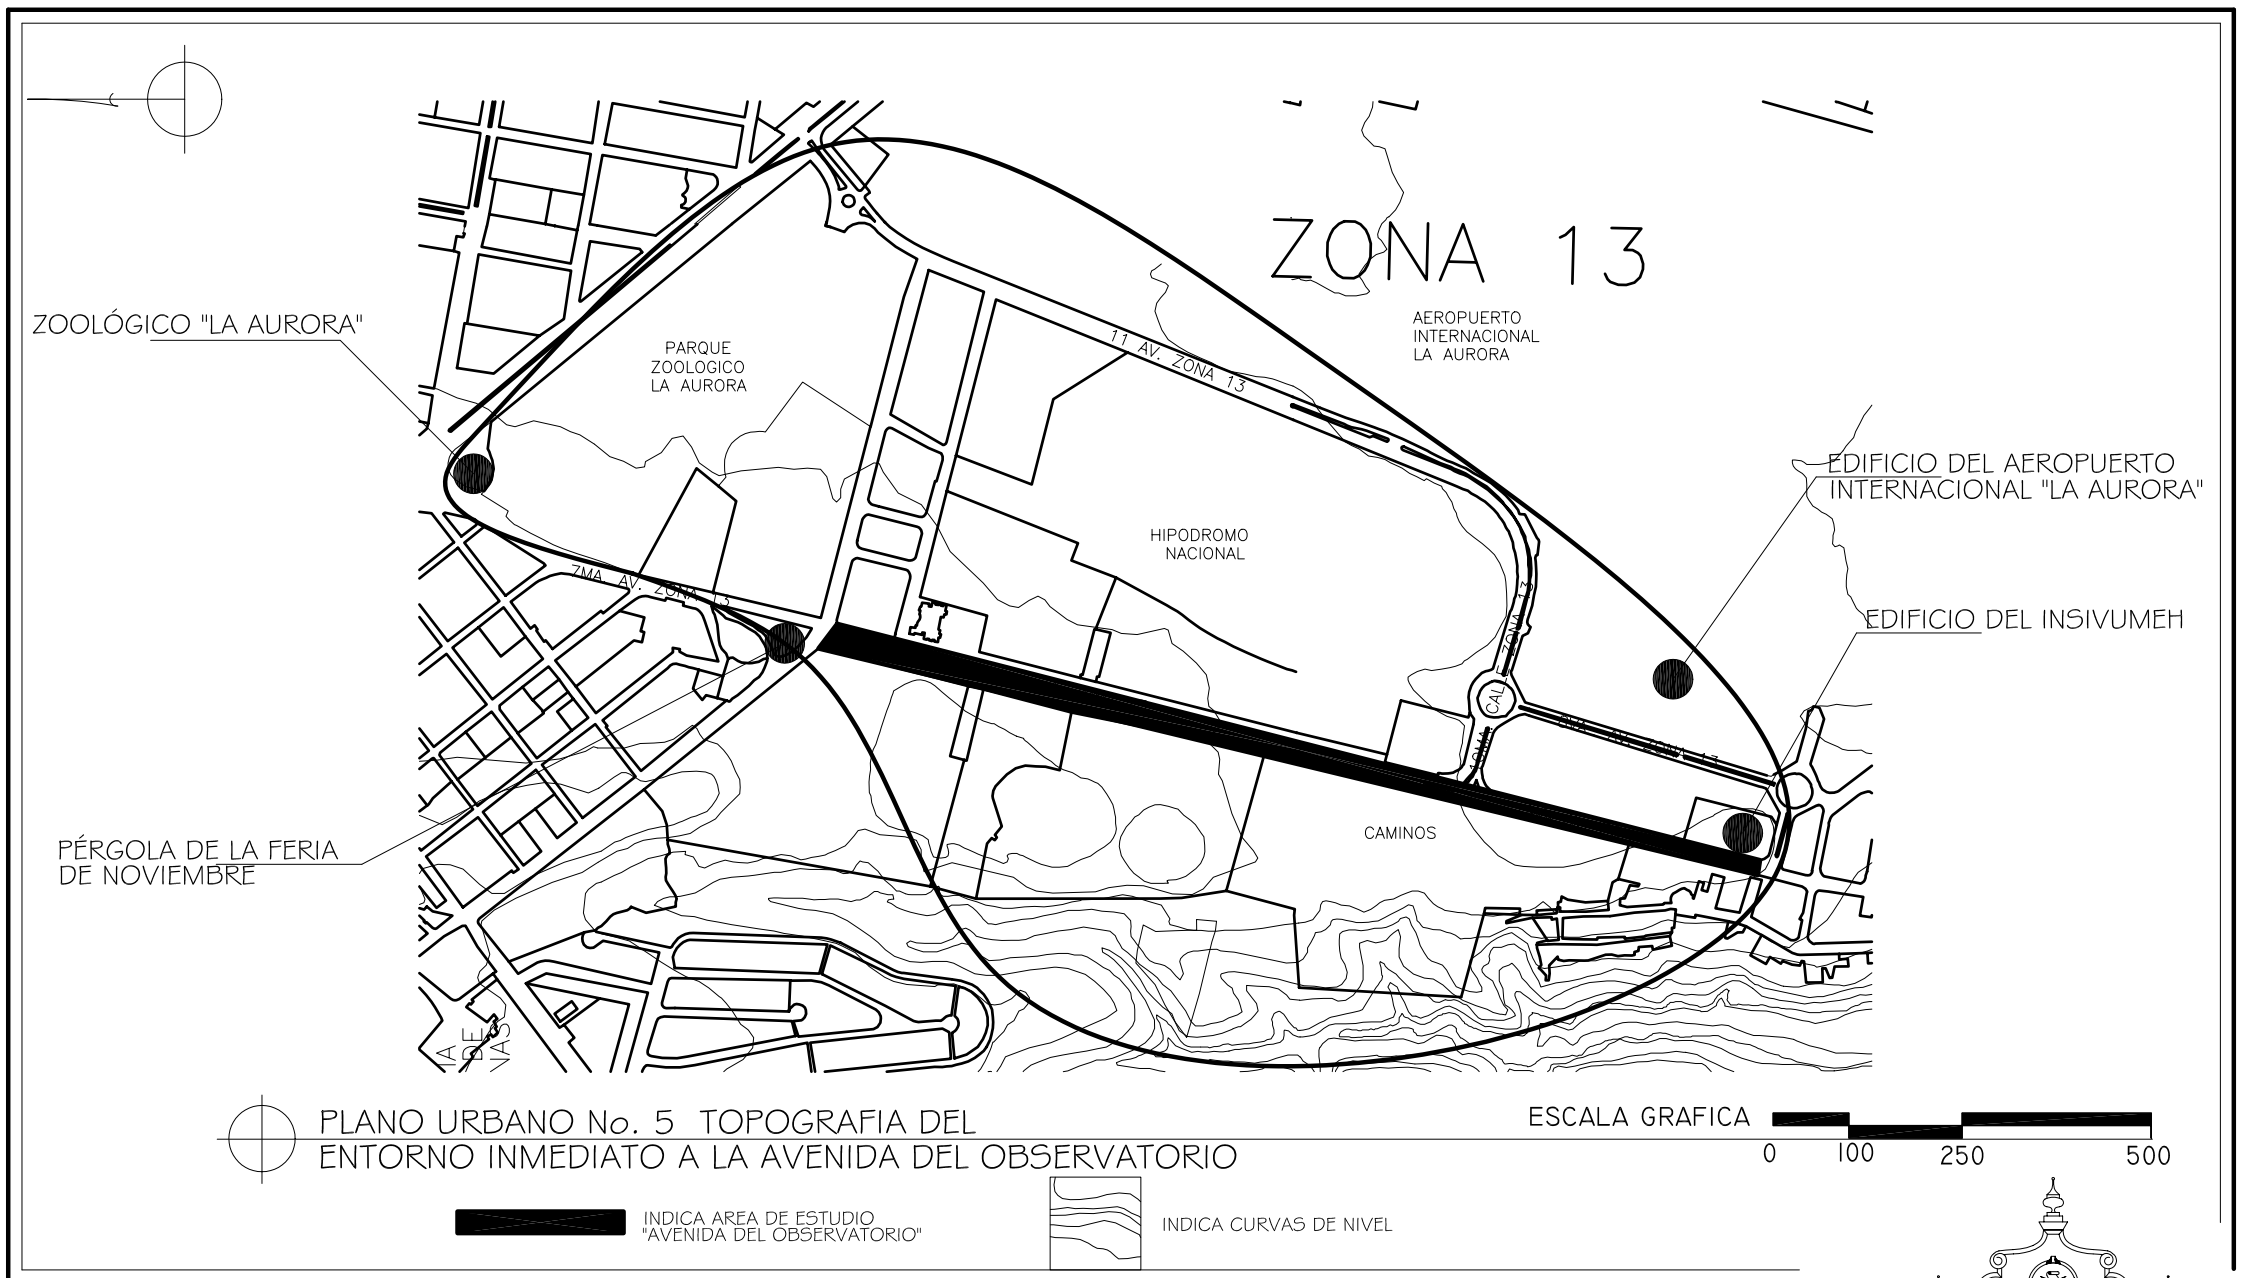 ZONA 13
AEROPUERTO
INTERNACIONAL
LA AURORA
ZOOLÓGICO "LA AURORA"
PARQUE
ZOOLOGICO
LA AURORA
11 AV. ZONA 13
EDIFICIO DEL AEROPUERTO
INTERNACIONAL "LA AURORA"
HIPODROMO
NACIONAL
7MA. AV. ZONA 13
EDIFICIO DEL INSIVUMEH
ZONA 13
AV. ZONA 13
CAMINOS
PÉRGOLA DE LA FERIA
DE NOVIEMBRE
DE
PLANO URBANO No. 5 TOPOGRAFIA DEL
ENTORNO INMEDIATO A LA AVENIDA DEL OBSERVATORIO
ESCALA GRAFICA
0 100 250 500
INDICA AREA DE ESTUDIO
"AVENIDA DEL OBSERVATORIO"
INDICA CURVAS DE NIVEL